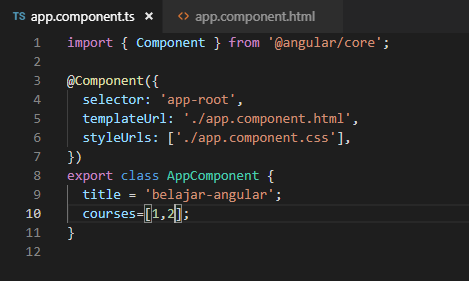 TS app.component.ts × <> app.component.html
1 import { Component } from '@angular/core';
2
3 @Component({
4 selector: 'app-root',
5 templateUrl: './app.component.html',
6 styleUrls: ['./app.component.css'],
7 })
8 export class AppComponent {
9 title = 'belajar-angular';
10 courses=[1,2];
11 }
12